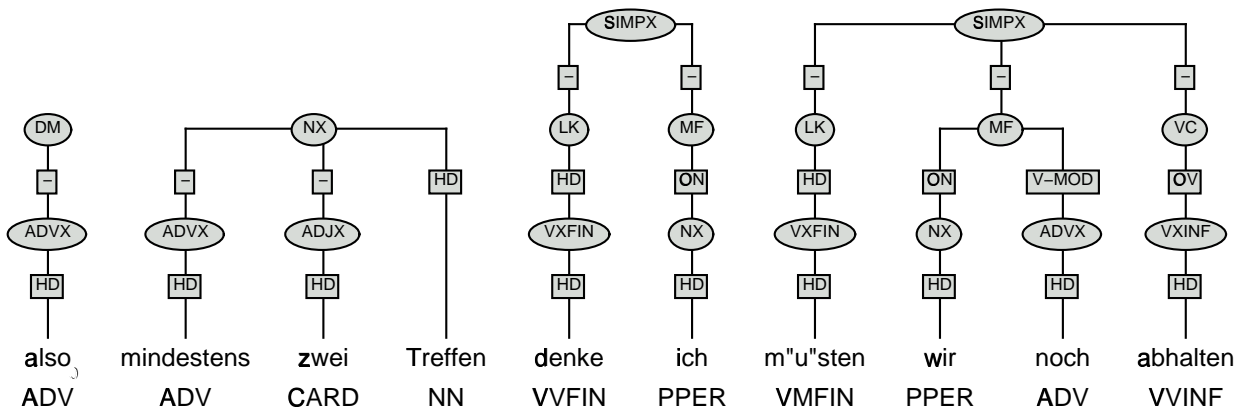 SIMPX SIMPX
– – – – –
DM NX LK MF LK MF VC
– – – HD HD ON HD ON V–MOD OV
ADVX ADVX ADJX VXFIN NX VXFIN NX ADVX VXINF
HD HD HD HD HD HD HD HD HD
also, mindestens zwei Treffen denke ich m"u"sten wir noch abhalten
ADV ADV CARD NN VVFIN PPER VMFIN PPER ADV VVINF